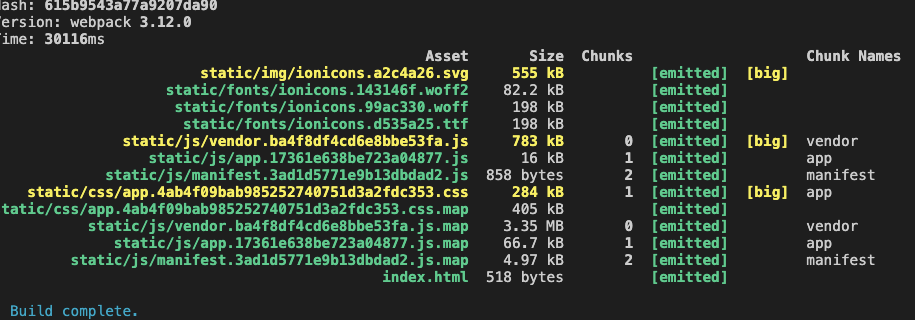 Hash: 615b9543a77a9207da90
Version: webpack 3.12.0
Time: 30116ms
Asset Size Chunks Chunk Names
static/img/ionicons.a2c4a26.svg 555 kB [emitted] [big]
static/fonts/ionicons.143146f.woff2 82.2 kB [emitted]
static/fonts/ionicons.99ac330.woff 198 kB [emitted]
static/fonts/ionicons.d535a25.ttf 198 kB [emitted]
static/js/vendor.ba4f8df4cd6e8bbe53fa.js 783 kB 0 [emitted] [big] vendor
static/js/app.17361e638be723a04877.js 16 kB 1 [emitted] app
static/js/manifest.3ad1d5771e9b13dbdad2.js 858 bytes 2 [emitted] manifest
static/css/app.4ab4f09bab985252740751d3a2fdc353.css 284 kB 1 [emitted] [big] app
tatic/css/app.4ab4f09bab985252740751d3a2fdc353.css.map 405 kB [emitted]
static/js/vendor.ba4f8df4cd6e8bbe53fa.js.map 3.35 MB 0 [emitted] vendor
static/js/app.17361e638be723a04877.js.map 66.7 kB 1 [emitted] app
static/js/manifest.3ad1d5771e9b13dbdad2.js.map 4.97 kB 2 [emitted] manifest
index.html 518 bytes [emitted]
Build complete.